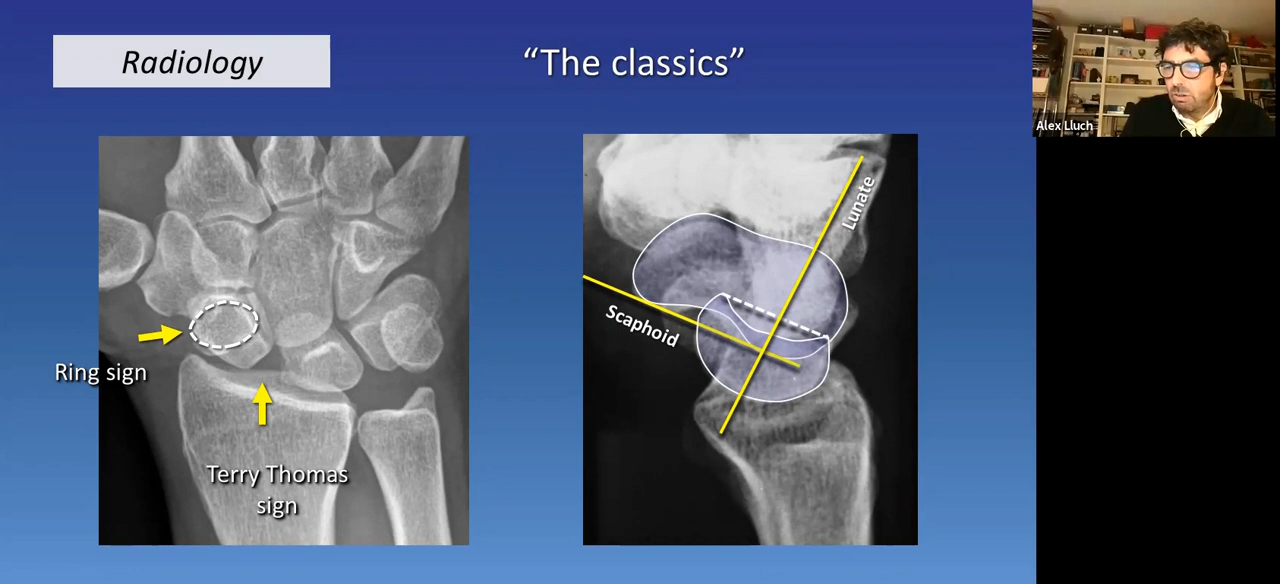 Radiology
“The classics”
Alex Lluch
Lunate
Scaphoid
Ring sign
Terry Thomas
sign